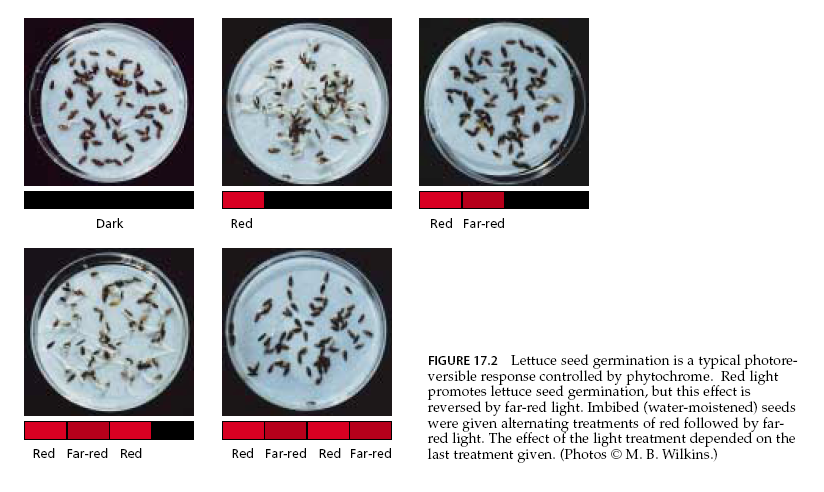 Dark
Red
Red Far-red
Red Far-red Red
Red Far-red Red Far-red
FIGURE 17.2 Lettuce seed germination is a typical photore-
versible response controlled by phytochrome. Red light
promotes lettuce seed germination, but this effect is
reversed by far-red light. Imbibed (water-moistened) seeds
were given alternating treatments of red followed by far-
red light. The effect of the light treatment depended on the
last treatment given. (Photos © M. B. Wilkins.)